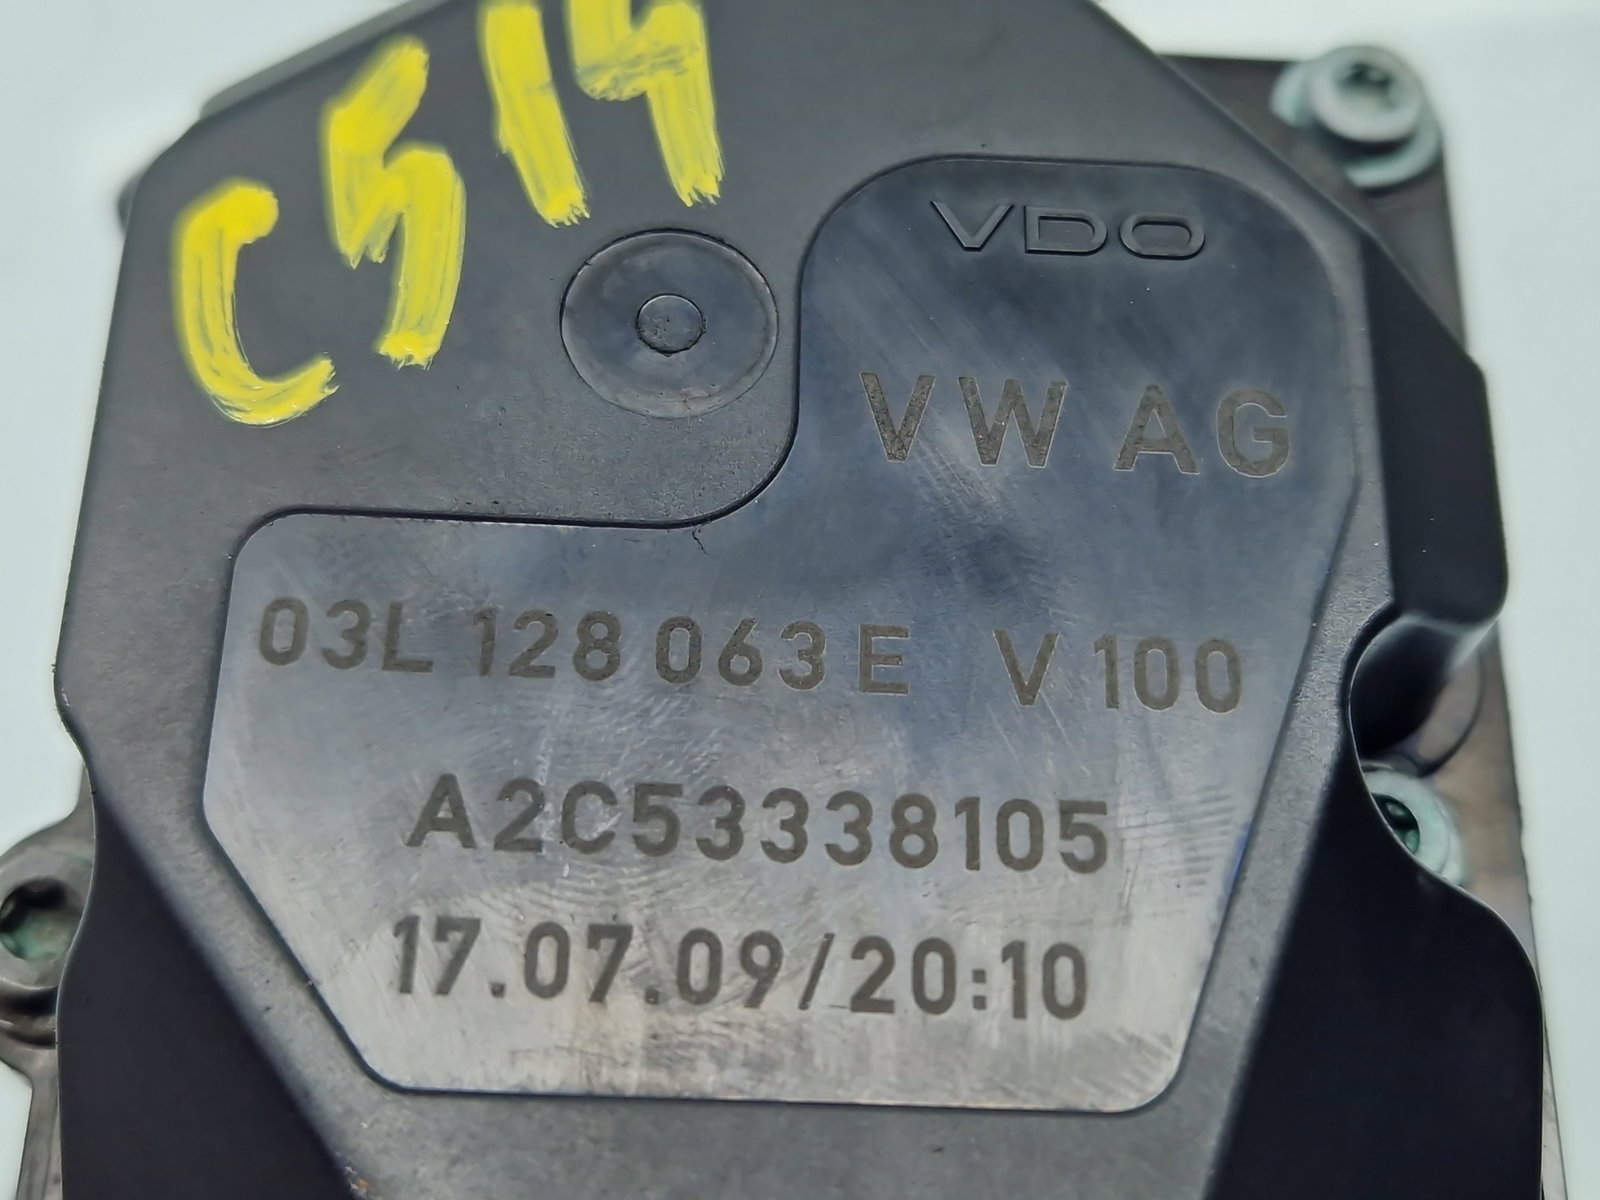 C514
VDO
VW AG
03L 128 063 E V 100
A2C53338105
17.07.09/20:10